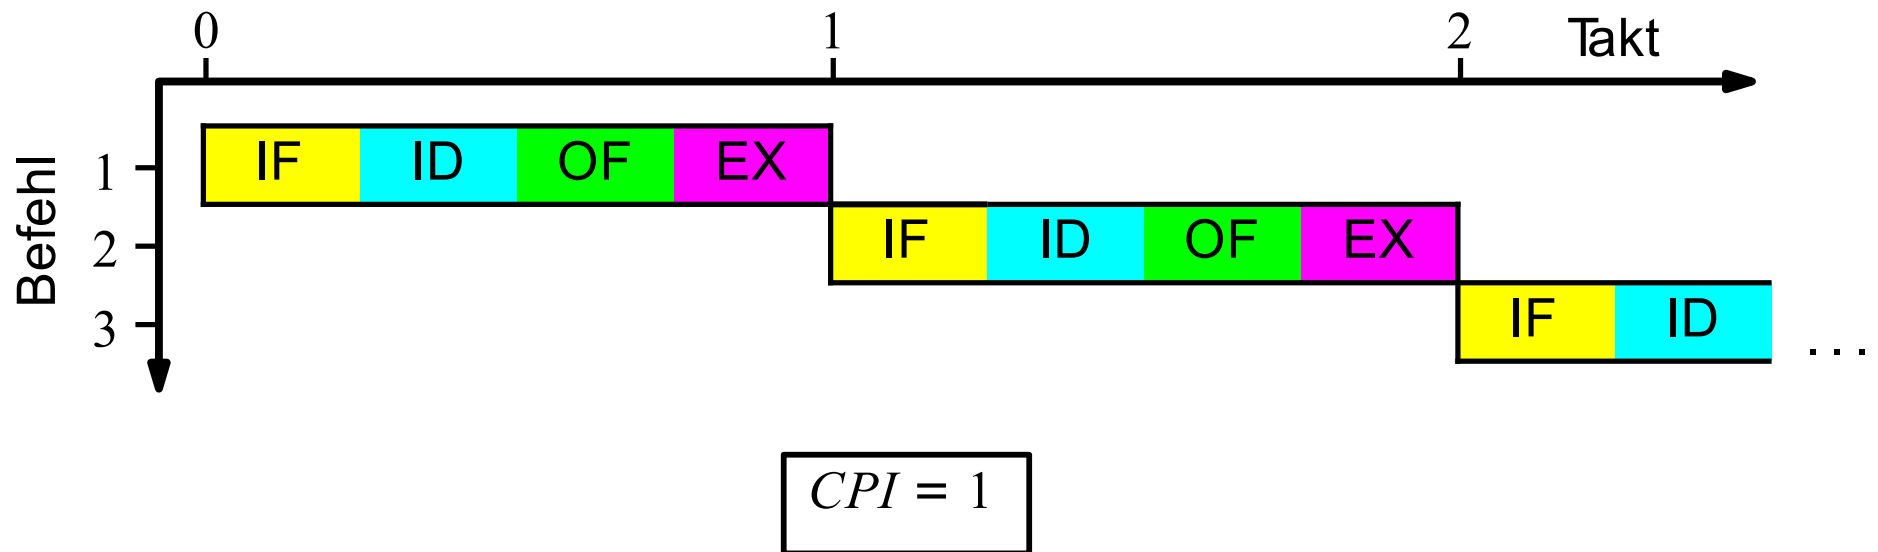 0 1 2 Takt
Befehl
1 IF ID OF EX
2 IF ID OF EX
3 IF ID ...
CPI = 1